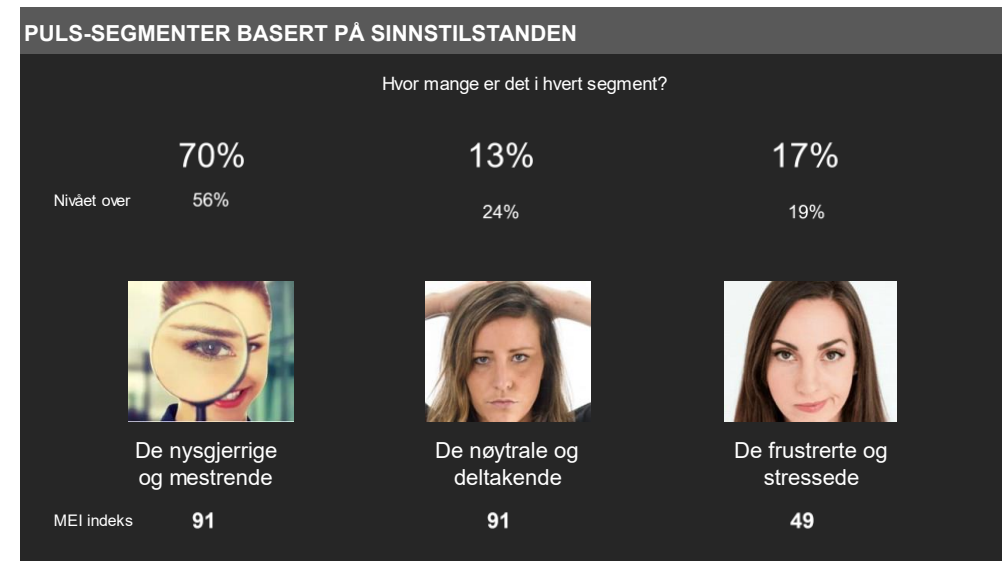 PULS-SEGMENTER BASERT PÅ SINNSTILSTANDEN
Hvor mange er det i hvert segment?
70% 13% 17%
Nivået over 56% 24% 19%
De nysgjerrige og mestrende
De nøytrale og deltakende
De frustrerte og stressede
MEI indeks 91 91 49